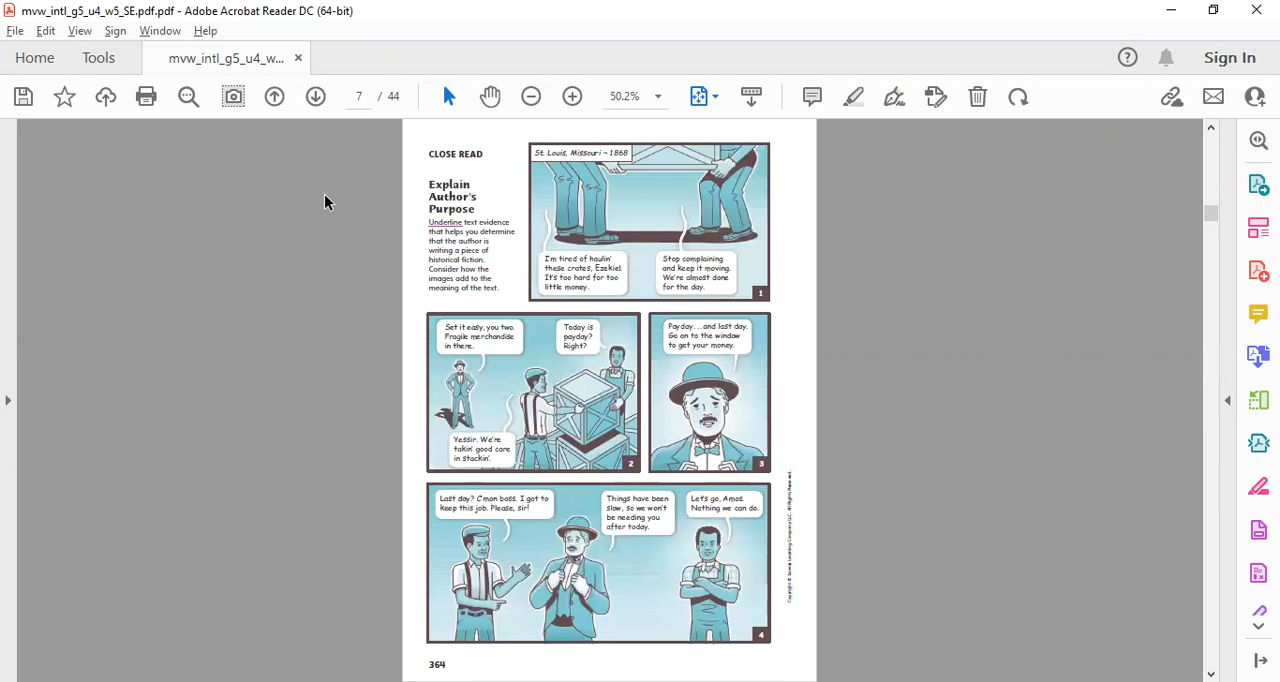 mvw_intl_g5_u4_w5_SE.pdf.pdf - Adobe Acrobat Reader DC (64-bit)
File Edit View Sign Window Help
Home Tools mvw_intl_g5_u4_w... × Sign In
7 / 44 50.2%
CLOSE READ
Explain
Author's
Purpose
Underline text evidence
that helps you determine
that the author is
writing a piece of
historical fiction.
Consider how the
images add to the
meaning of the text.
St. Louis, Missouri – 1868
I'm tired of haulin'
these crates, Ezekiel.
It's too hard for too
little money.
Stop complaining
and keep it moving.
We're almost done
for the day.
1
Set it easy, you two.
Fragile merchandise
in there.
Today is
payday?
Right?
Yessir. We're
takin' good care
in stackin'.
2
Payday...and last day.
Go on to the window
to get your money.
3
Last day? C'mon boss. I got to
keep this job. Please, sir!
Things have been
slow, so we won't
be needing you
after today.
Let's go, Amos.
Nothing we can do.
4
364